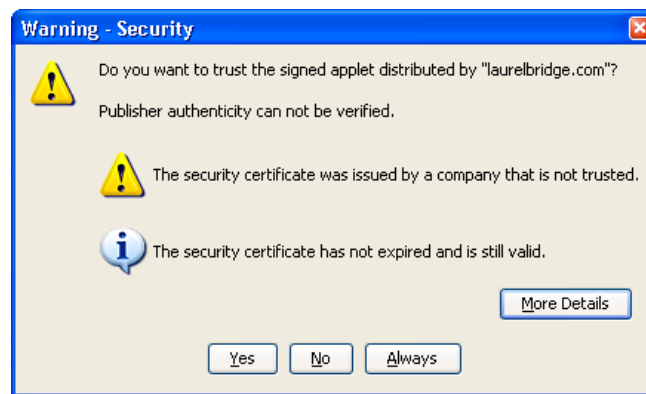 Warning - Security
Do you want to trust the signed applet distributed by "laurelbridge.com"?
Publisher authenticity can not be verified.
The security certificate was issued by a company that is not trusted.
The security certificate has not expired and is still valid.
More Details
Yes No Always